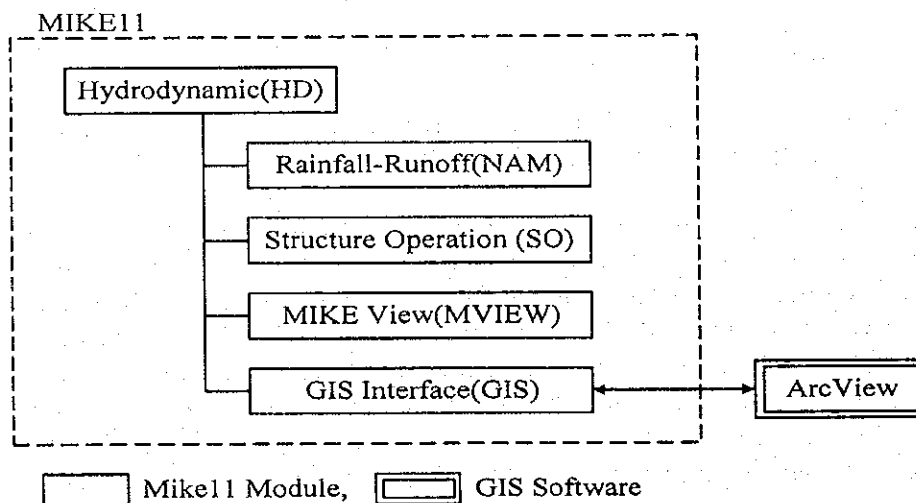 MIKE11
Hydrodynamic(HD)
Rainfall-Runoff(NAM)
Structure Operation (SO)
MIKE View(MVIEW)
GIS Interface(GIS)
ArcView
Mike11 Module,
GIS Software